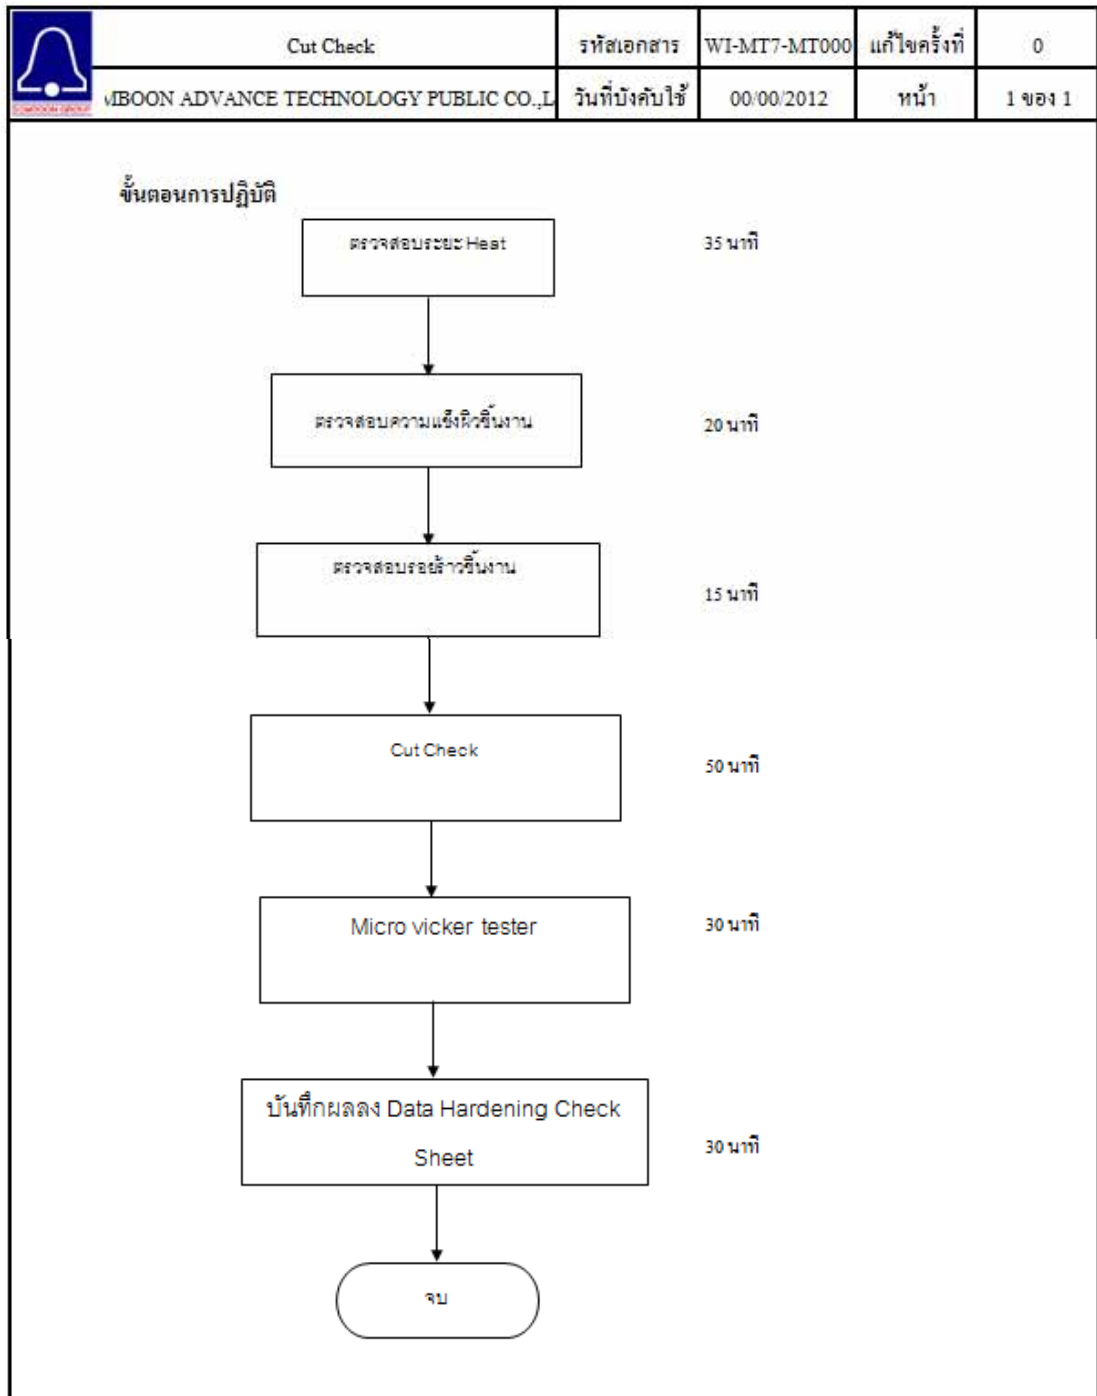 Cut Check
รหัสเอกสาร
WI-MT7-MT000
แก้ไขครั้งที่
0
MBOON ADVANCE TECHNOLOGY PUBLIC CO.,L
วันที่บังคับใช้
00/00/2012
หน้า
1 ของ 1
ขั้นตอนการปฏิบัติ
ตรวจสอบระยะ Heat
35 นาที
ตรวจสอบความแข็งผิวชิ้นงาน
20 นาที
ตรวจสอบรอยร้าวชิ้นงาน
15 นาที
Cut Check
50 นาที
Micro vicker tester
30 นาที
บันทึกผลลง Data Hardening Check
Sheet
30 นาที
จบ